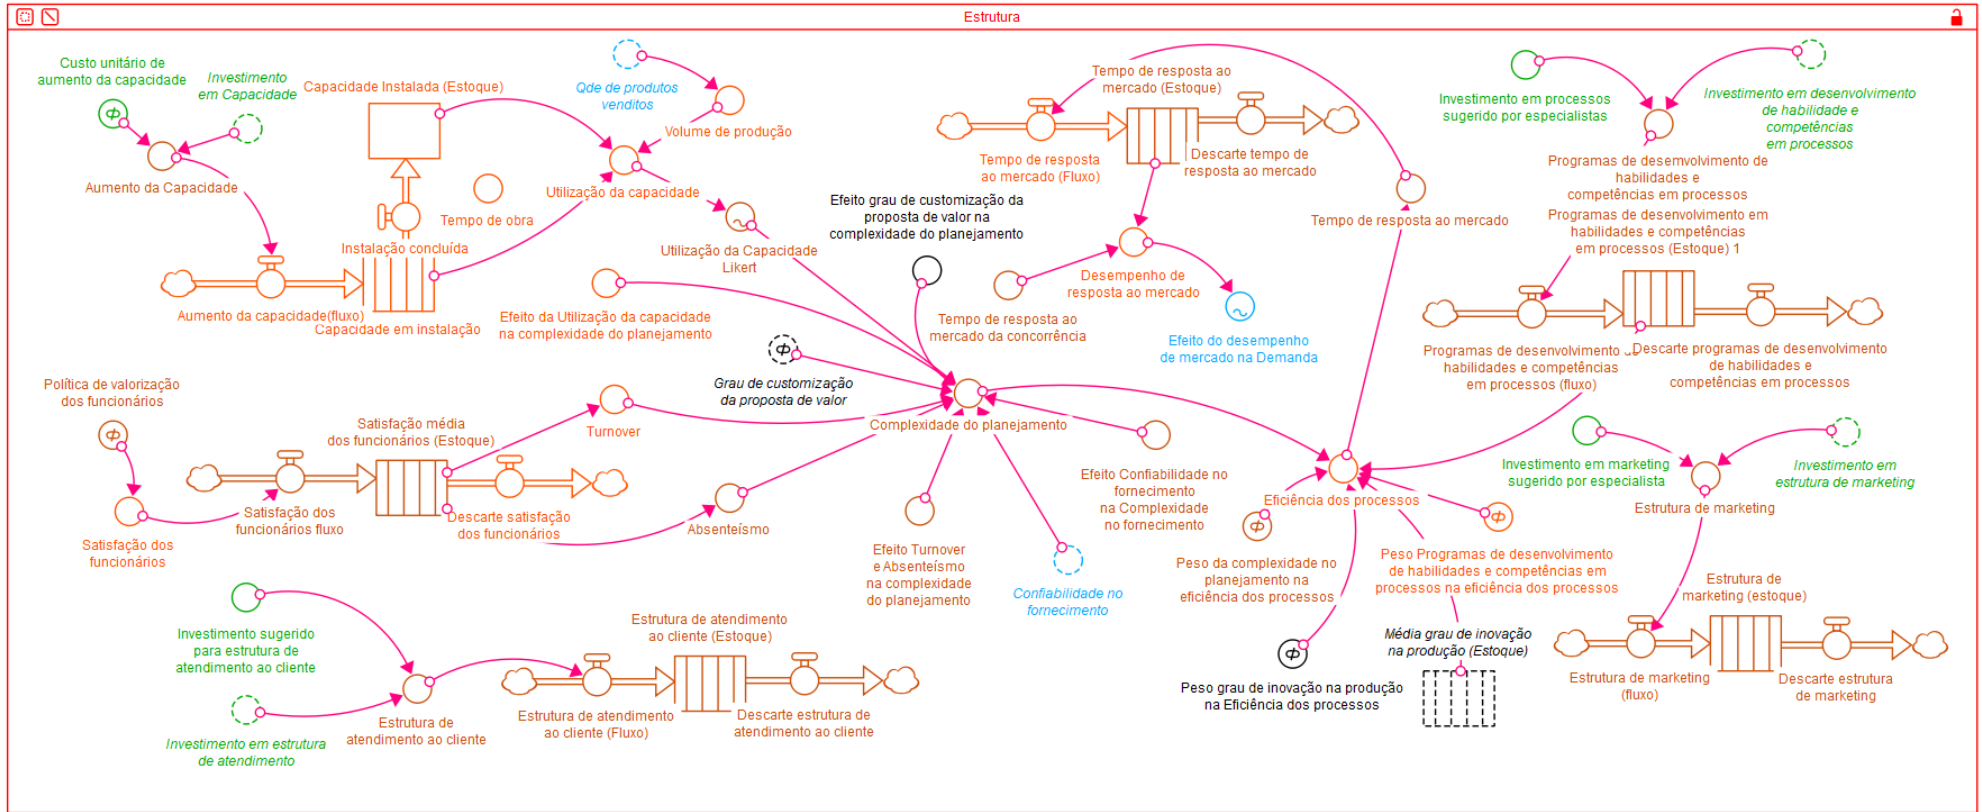 Estrutura
Custo unitário de
aumento da capacidade
Investimento
em Capacidade
Aumento da Capacidade
Capacidade Instalada (Estoque)
Tempo de obra
Instalação concluída
Aumento da capacidade(fluxo)
Capacidade em instalação
Qde de produtos
venditos
Volume de produção
Utilização da capacidade
Utilização da Capacidade
Likert
Efeito da Utilização da capacidade
na complexidade do planejamento
Efeito grau de customização da
proposta de valor na
complexidade do planejamento
Grau de customização
da proposta de valor
Tempo de resposta ao
mercado (Estoque)
Tempo de resposta
ao mercado (Fluxo)
Descarte tempo de
resposta ao mercado
Tempo de resposta ao mercado
Desempenho de
resposta ao mercado
Tempo de resposta ao
mercado da concorrência
Efeito do desempenho
de mercado na Demanda
Investimento em processos
sugerido por especialistas
Investimento em desenvolvimento
de habilidade e
competências
em processos
Programas de desemvolvimento de
habilidades e
competências em processos
Programas de desenvolvimento em
habilidades e competências
em processos (Estoque) 1
Programas de desenvolvimento
habilidades e competências
em processos (fluxo)
Descarte programas de desenvolvimento
de habilidades e
competências em processos
Política de valorização
dos funcionários
Satisfação dos
funcionários
Satisfação média
dos funcionários (Estoque)
Satisfação dos
funcionários fluxo
Descarte satisfação
dos funcionários
Turnover
Absenteísmo
Complexidade do planejamento
Efeito Turnover
e Absenteísmo
na complexidade
do planejamento
Confiabilidade no
fornecimento
Efeito Confiabilidade no
fornecimento
na Complexidade
no fornecimento
Eficiência dos processos
Peso da complexidade no
planejamento na
eficiência dos processos
Peso Programas de desenvolvimento
de habilidades e competências em
processos na eficiência dos processos
Peso grau de inovação na produção
na Eficiência dos processos
Média grau de inovação
na produção (Estoque)
Investimento em marketing
sugerido por especialista
Investimento em
estrutura de marketing
Estrutura de marketing
Estrutura de
marketing (estoque)
Estrutura de marketing
(fluxo)
Descarte estrutura
de marketing
Investimento sugerido
para estrutura de
atendimento ao cliente
Investimento em estrutura
de atendimento
Estrutura de
atendimento ao cliente
Estrutura de atendimento
ao cliente (Estoque)
Estrutura de atendimento
ao cliente (Fluxo)
Descarte estrutura de
atendimento ao cliente